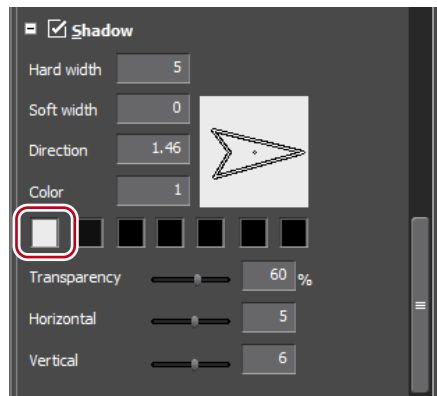 Shadow
Hard width 5
Soft width 0
Direction 1.46
Color 1
Transparency 60 %
Horizontal 5
Vertical 6